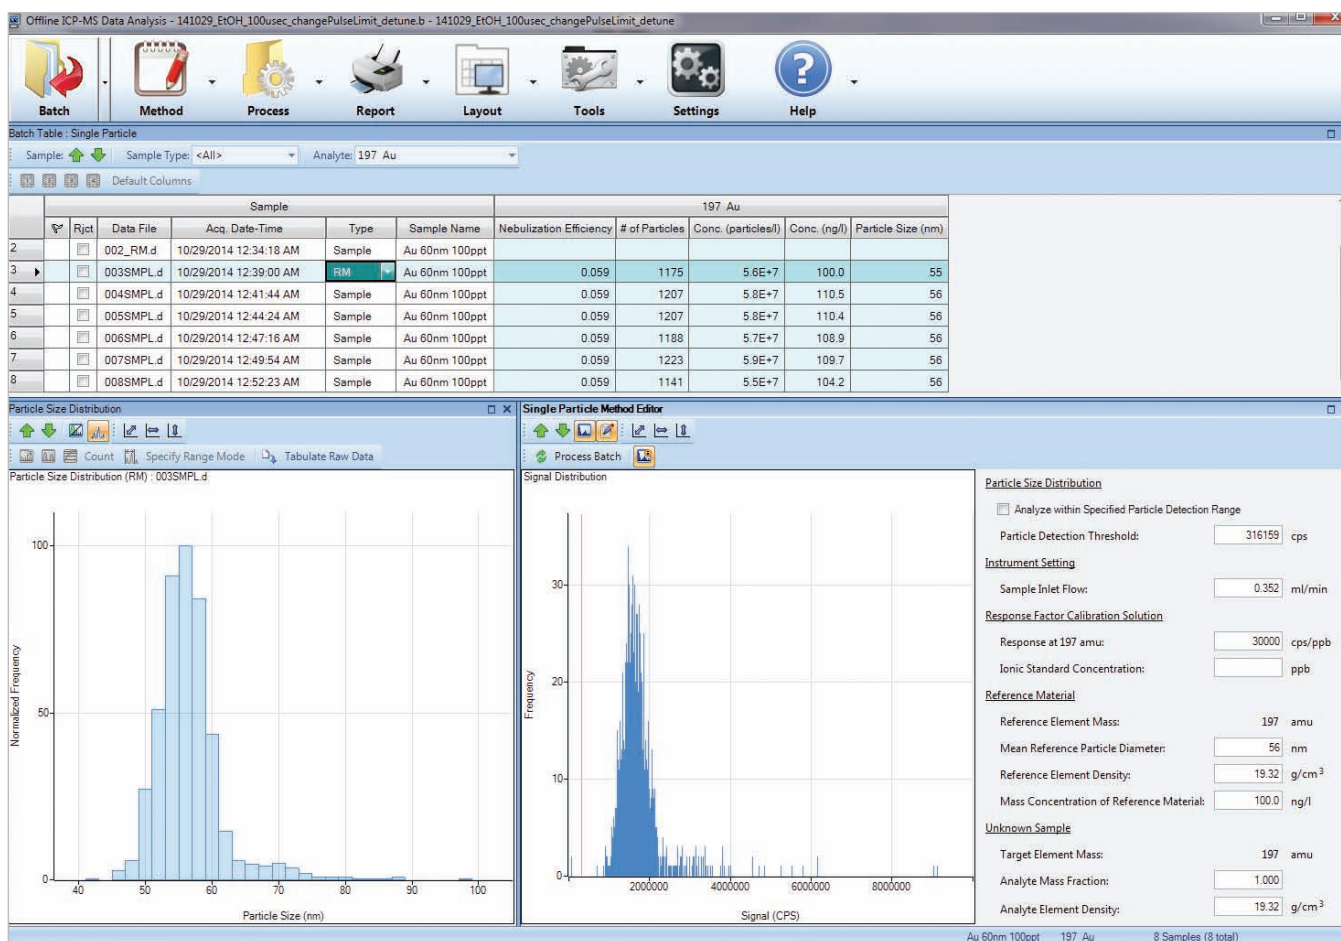 Offline ICP-MS Data Analysis - 141029_EtOH_100usec_changePulseLimit_detune.b - 141029_EtOH_100usec_changePulseLimit_detune
Batch Method Process Report Layout Tools Settings Help
Batch Table : Single Particle
Sample: Sample Type: <All> Analyte: 197 Au
Default Columns
Sample 197 Au
Rjct Data File Acq. Date-Time Type Sample Name Nebulization Efficiency # of Particles Conc. (particles/l) Conc. (ng/l) Particle Size (nm)
2 002_RM.d 10/29/2014 12:34:18 AM Sample Au 60nm 100ppt
3 003SMPL.d 10/29/2014 12:39:00 AM RM Au 60nm 100ppt 0.059 1175 5.6E+7 100.0 55
4 004SMPL.d 10/29/2014 12:41:44 AM Sample Au 60nm 100ppt 0.059 1207 5.8E+7 110.5 56
5 005SMPL.d 10/29/2014 12:44:24 AM Sample Au 60nm 100ppt 0.059 1207 5.8E+7 110.4 56
6 006SMPL.d 10/29/2014 12:47:16 AM Sample Au 60nm 100ppt 0.059 1188 5.7E+7 108.9 56
7 007SMPL.d 10/29/2014 12:49:54 AM Sample Au 60nm 100ppt 0.059 1223 5.9E+7 109.7 56
8 008SMPL.d 10/29/2014 12:52:23 AM Sample Au 60nm 100ppt 0.059 1141 5.5E+7 104.2 56
Particle Size Distribution
Count Specify Range Mode Tabulate Raw Data
Particle Size Distribution (RM) : 003SMPL.d
Normalized Frequency
100
50
0
40 50 60 70 80 90 100
Particle Size (nm)
Single Particle Method Editor
Process Batch
Signal Distribution
Frequency
30
20
10
0
2000000 4000000 6000000 8000000
Signal (CPS)
Particle Size Distribution
Analyze within Specified Particle Detection Range
Particle Detection Threshold: 316159 cps
Instrument Setting
Sample Inlet Flow: 0.352 ml/min
Response Factor Calibration Solution
Response at 197 amu: 30000 cps/ppb
Ionic Standard Concentration: ppb
Reference Material
Reference Element Mass: 197 amu
Mean Reference Particle Diameter: 56 nm
Reference Element Density: 19.32 g/cm³
Mass Concentration of Reference Material: 100.0 ng/l
Unknown Sample
Target Element Mass: 197 amu
Analyte Mass Fraction: 1.000
Analyte Element Density: 19.32 g/cm³
Au 60nm 100ppt 197 Au 8 Samples (8 total)